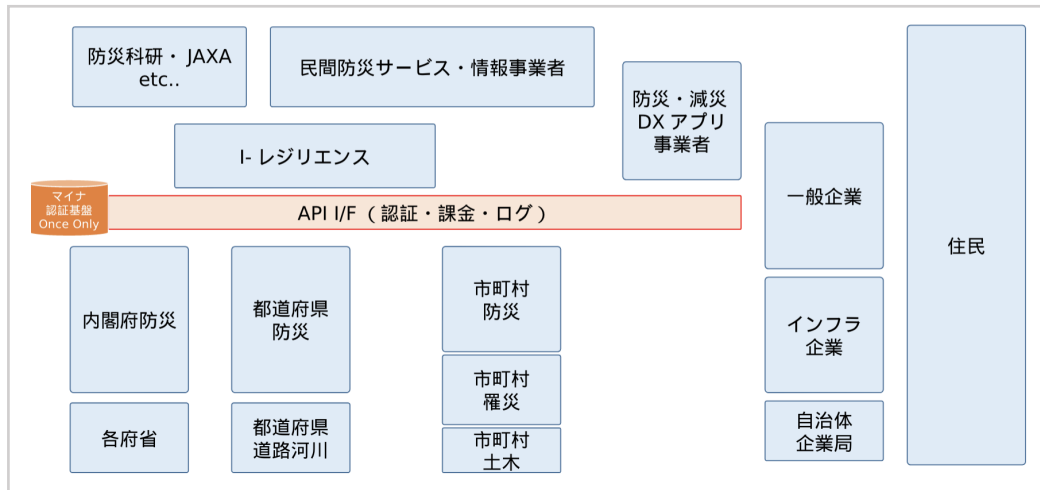 防災科研・ JAXA
etc..
民間防災サービス・情報事業者
防災・減災
DX アプリ
事業者
I- レジリエンス
マイナ
認証基盤
Once Only
API I/F （ 認証・課金・ログ ）
一般企業
住民
内閣府防災
都道府県
防災
市町村
防災
インフラ
企業
市町村
罹災
各府省
都道府県
道路河川
市町村
土木
自治体
企業局